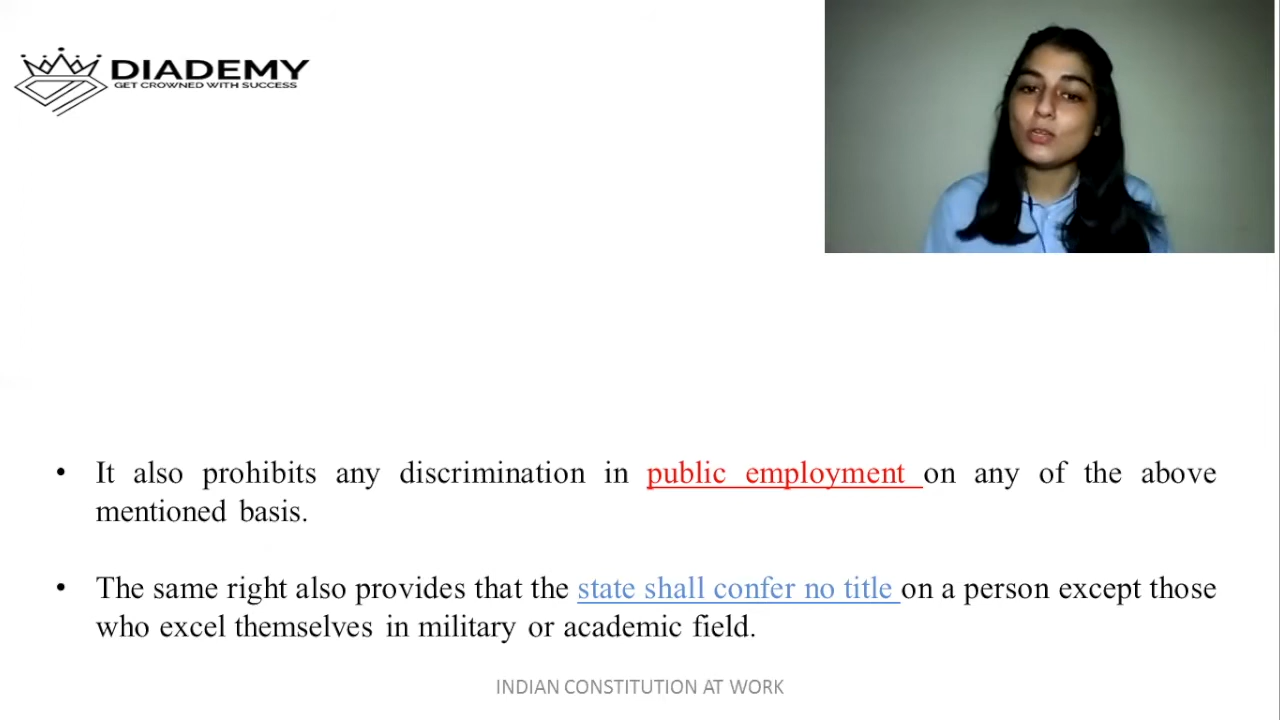 DIADEMY
GET CROWNED WITH SUCCESS
• It also prohibits any discrimination in public employment on any of the above
mentioned basis.
• The same right also provides that the state shall confer no title on a person except those
who excel themselves in military or academic field.
INDIAN CONSTITUTION AT WORK